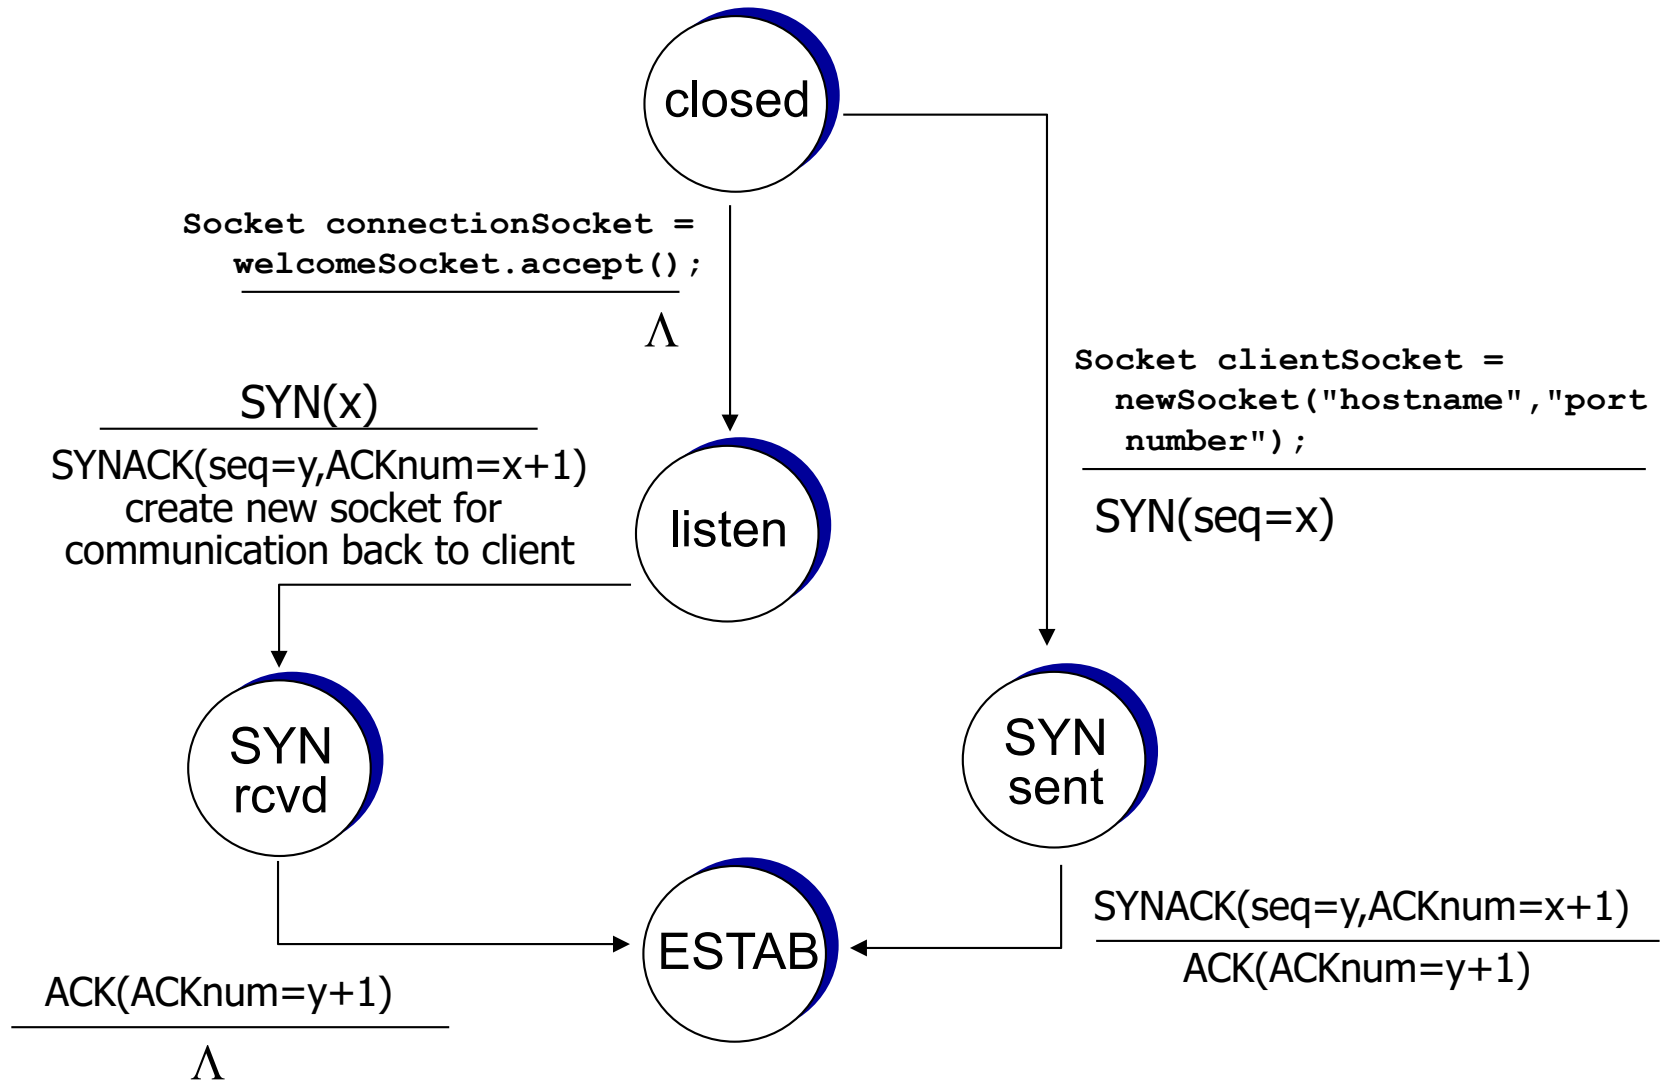 closed
Socket connectionSocket =
welcomeSocket.accept();
Λ
Socket clientSocket =
newSocket("hostname","port
number");
SYN(seq=x)
SYN(x)
SYNACK(seq=y,ACKnum=x+1)
create new socket for
communication back to client
listen
SYN
rcvd
SYN
sent
ESTAB
SYNACK(seq=y,ACKnum=x+1)
ACK(ACKnum=y+1)
ACK(ACKnum=y+1)
Λ